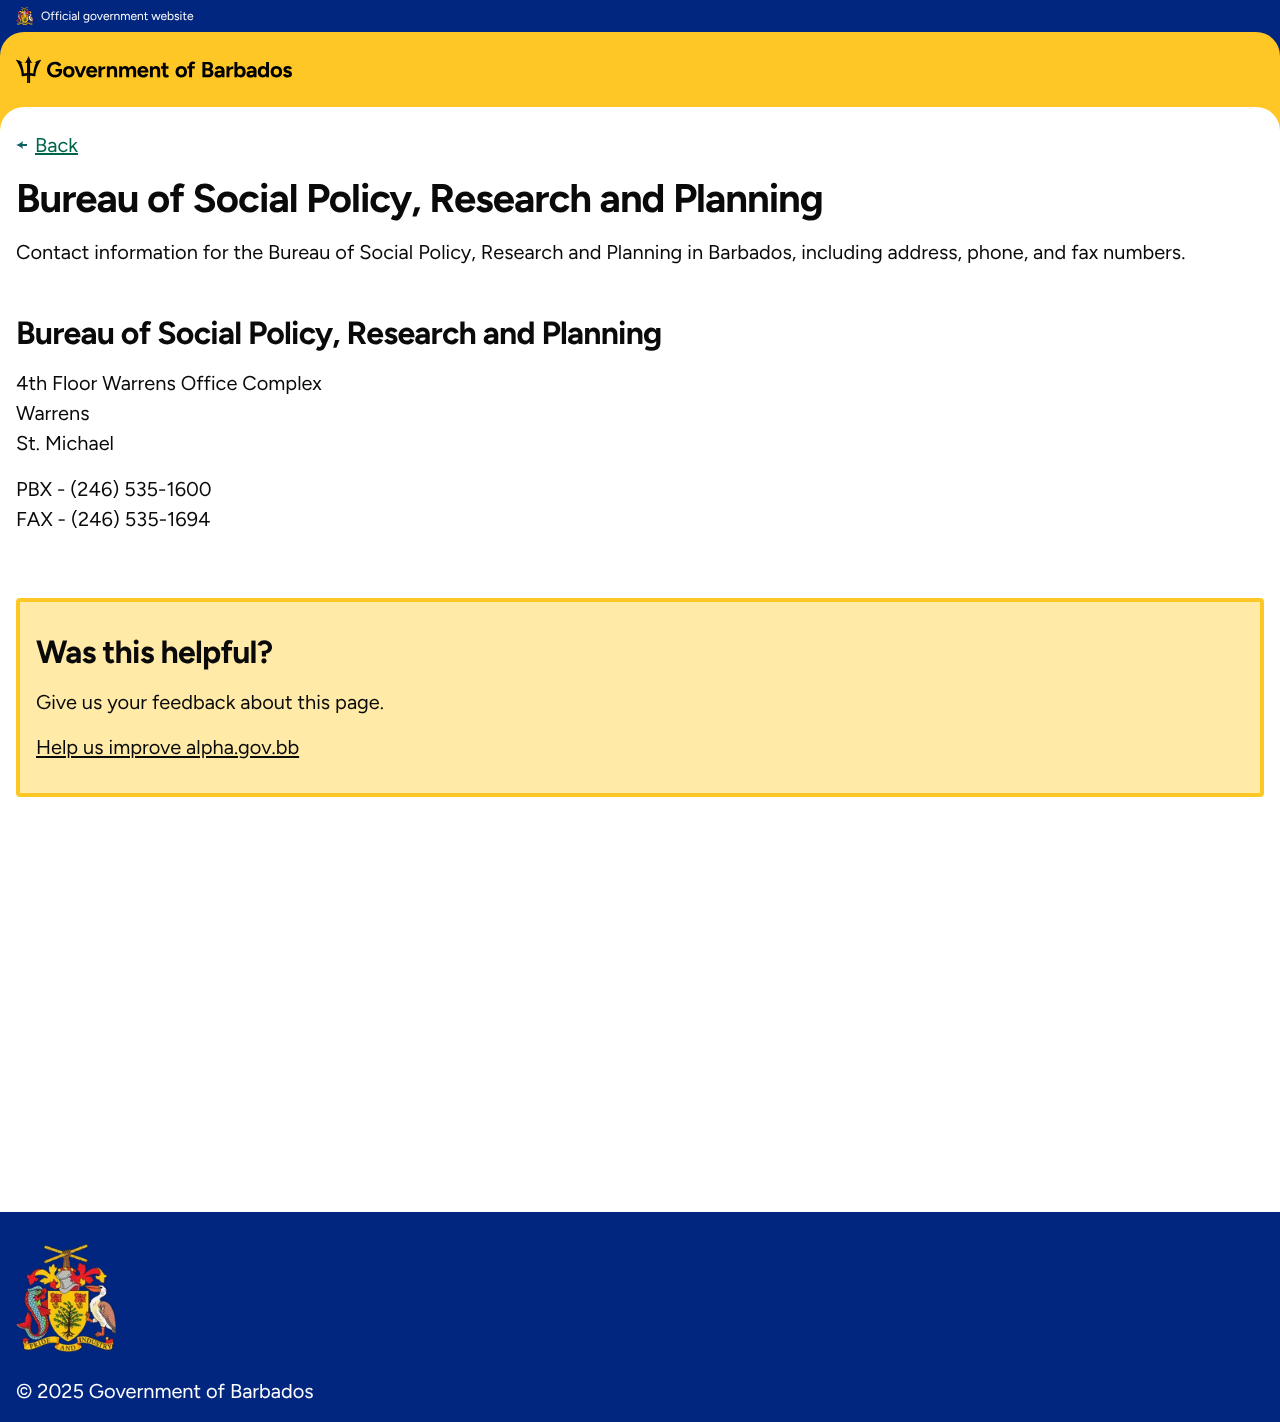 Official government website
Government of Barbados
Back
Bureau of Social Policy, Research and Planning
Contact information for the Bureau of Social Policy, Research and Planning in Barbados, including address, phone, and fax numbers.
Bureau of Social Policy, Research and Planning
4th Floor Warrens Office Complex
Warrens
St. Michael
PBX - (246) 535-1600
FAX - (246) 535-1694
Was this helpful?
Give us your feedback about this page.
Help us improve alpha.gov.bb
PRIDE AND INDUSTRY
© 2025 Government of Barbados